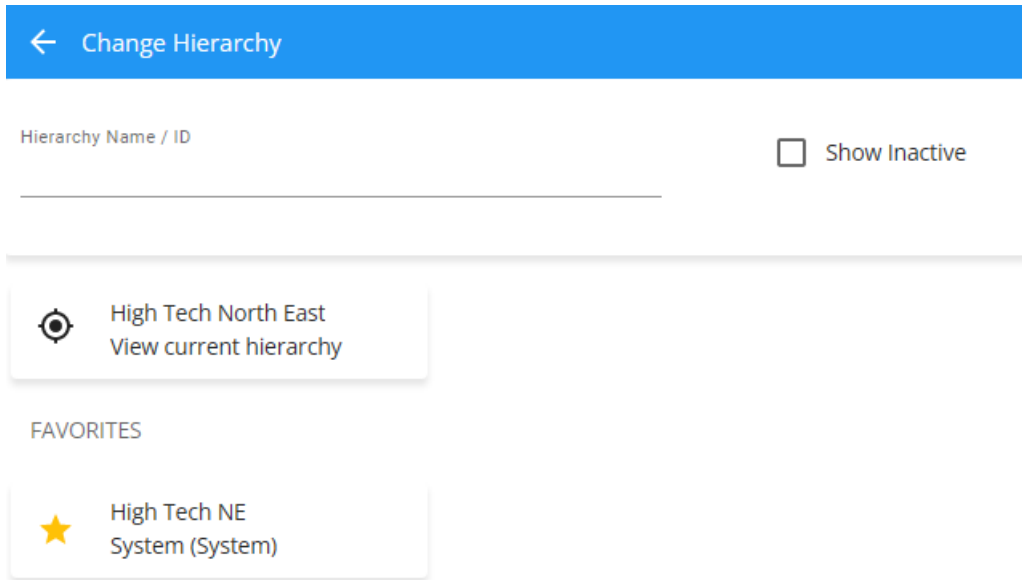 Change Hierarchy
Hierarchy Name / ID
Show Inactive
High Tech North East
View current hierarchy
FAVORITES
High Tech NE
System (System)